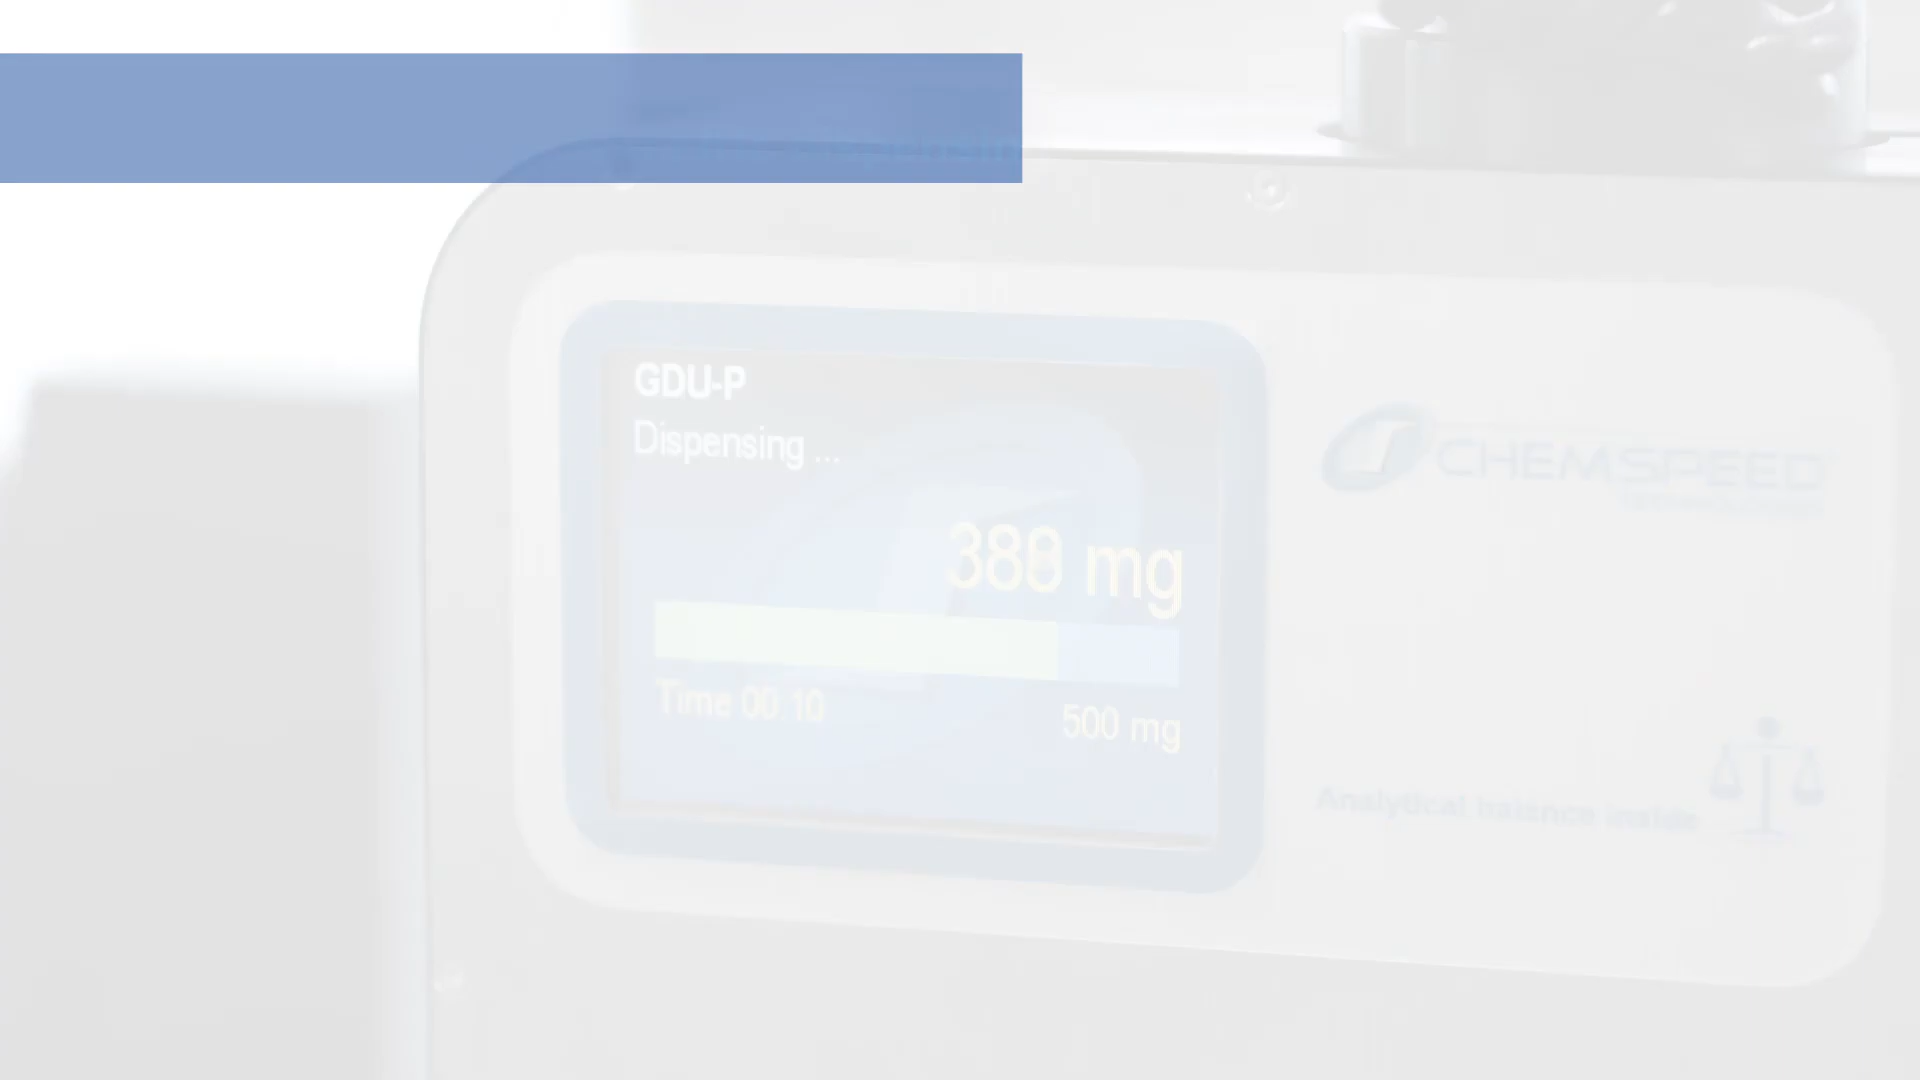 GDU-P
Dispensing ...
388 mg
Time 00:10
500 mg
CHEMSPEED
Analytical balance inside